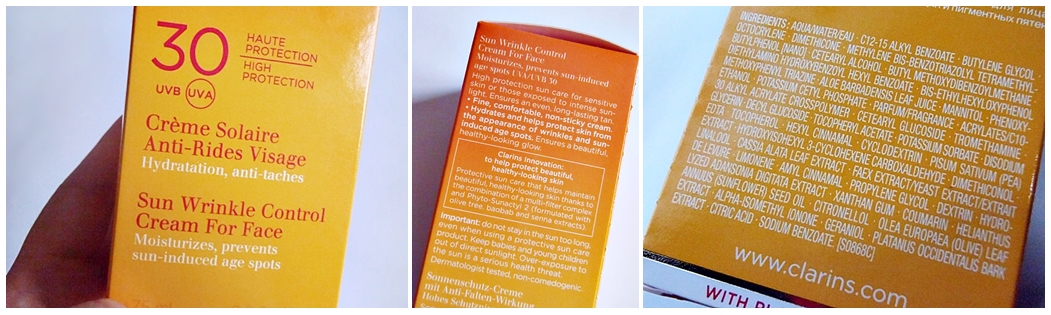 30
HAUTE
PROTECTION
HIGH
PROTECTION
UVB UVA
Crème Solaire
Anti-Rides Visage
Hydratation, anti-taches
Sun Wrinkle Control
Cream For Face
Moisturizes, prevents
sun-induced age spots
Sun Wrinkle Control
Cream For Face
Moisturizes, prevents sun-induced
age spots UVA/UVB 30
High protection sun care for sensitive
skin or those exposed to intense sun-
light. Ensures an even, long-lasting tan.
• Fine, comfortable, non-sticky cream.
• Hydrates and helps protect skin from
the appearance of wrinkles and sun-
induced age spots. Ensures a beautiful,
healthy-looking glow.
Clarins Innovation:
to help protect beautiful,
healthy-looking skin
Protective sun care that helps maintain
beautiful, healthy-looking skin thanks to
the combination of a multi-filter complex
and Phyto-Sunactyl 2 (formulated with
olive tree, baobab and senna extracts).
Important: do not stay in the sun too long,
even when using a protective sun care
product. Keep babies and young children
out of direct sunlight. Over-exposure to
the sun is a serious health threat.
Dermatologist tested, non-comedogenic.
Sonnenschutz-Creme
mit Anti-Falten-Wirkung
INGREDIENTS: AQUA/WATER/EAU · C12-15 ALKYL BENZOATE · BUTYLENE GLYCOL ·
OCTOCRYLENE · DIMETHICONE · METHYLENE BIS-BENZOTRIAZOLYL TETRAMETHYL-
BUTYLPHENOL [NANO] · CETEARYL ALCOHOL · BUTYL METHOXYDIBENZOYLMETHANE ·
DIETHYLAMINO HYDROXYBENZOYL HEXYL BENZOATE · BIS-ETHYLHEXYLOXYPHENOL
METHOXYPHENYL TRIAZINE · ALOE BARBADENSIS LEAF JUICE · MANNITOL · PHENOXY-
ETHANOL · POTASSIUM CETYL PHOSPHATE · PARFUM/FRAGRANCE · ACRYLATES/C10-
30 ALKYL ACRYLATE CROSSPOLYMER · CETEARYL GLUCOSIDE · TROMETHAMINE ·
GLYCERIN · DECYL GLUCOSIDE · TOCOPHERYL ACETATE · POTASSIUM SORBATE · DISODIUM
EDTA · TOCOPHEROL · HEXYL CINNAMAL · CYCLODEXTRIN · PISUM SATIVUM (PEA)
EXTRACT · HYDROXYISOHEXYL 3-CYCLOHEXENE CARBOXALDEHYDE · DIMETHICONOL ·
LINALOOL · CASSIA ALATA LEAF EXTRACT · FAEX EXTRACT/YEAST EXTRACT/EXTRAIT
DE LEVURE · LIMONENE · AMYL CINNAMAL · PROPYLENE GLYCOL · DEXTRIN · HYDRO-
LYZED ADANSONIA DIGITATA EXTRACT · XANTHAN GUM · COUMARIN · HELIANTHUS
ANNUUS (SUNFLOWER) SEED OIL · CITRONELLOL · OLEA EUROPAEA (OLIVE) LEAF
EXTRACT · ALPHA-ISOMETHYL IONONE · GERANIOL · PLATANUS OCCIDENTALIS BARK
EXTRACT · CITRIC ACID · SODIUM BENZOATE
www.clarins.com
WITH